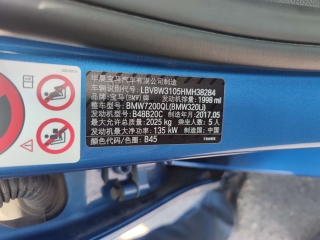 华晨宝马汽车有限公司制造
车辆识别代号: LBV8W3105HMH38284
品牌: 宝马(BMW)牌 发动机排量: 1998 ml
整车型号: BMW7200QL(BMW320Li)
发动机型号: B48B20C 制造年月: 2017.05
最大允许总质量: 2025 kg 乘坐人数: 5 人
发动机最大净功率: 135 kW 制造国: 中国
颜色代码/色圈: B45